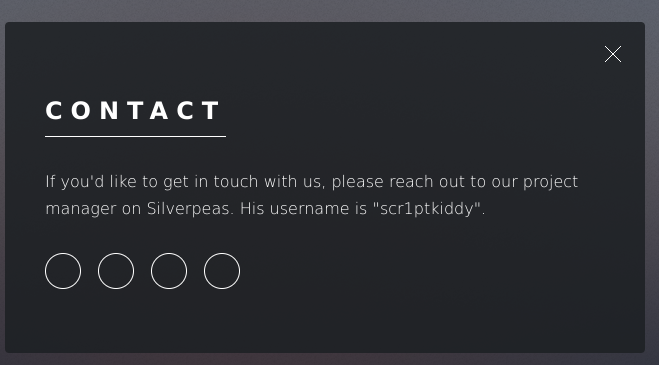 CONTACT
If you'd like to get in touch with us, please reach out to our project
manager on Silverpeas. His username is "scr1ptkiddy".